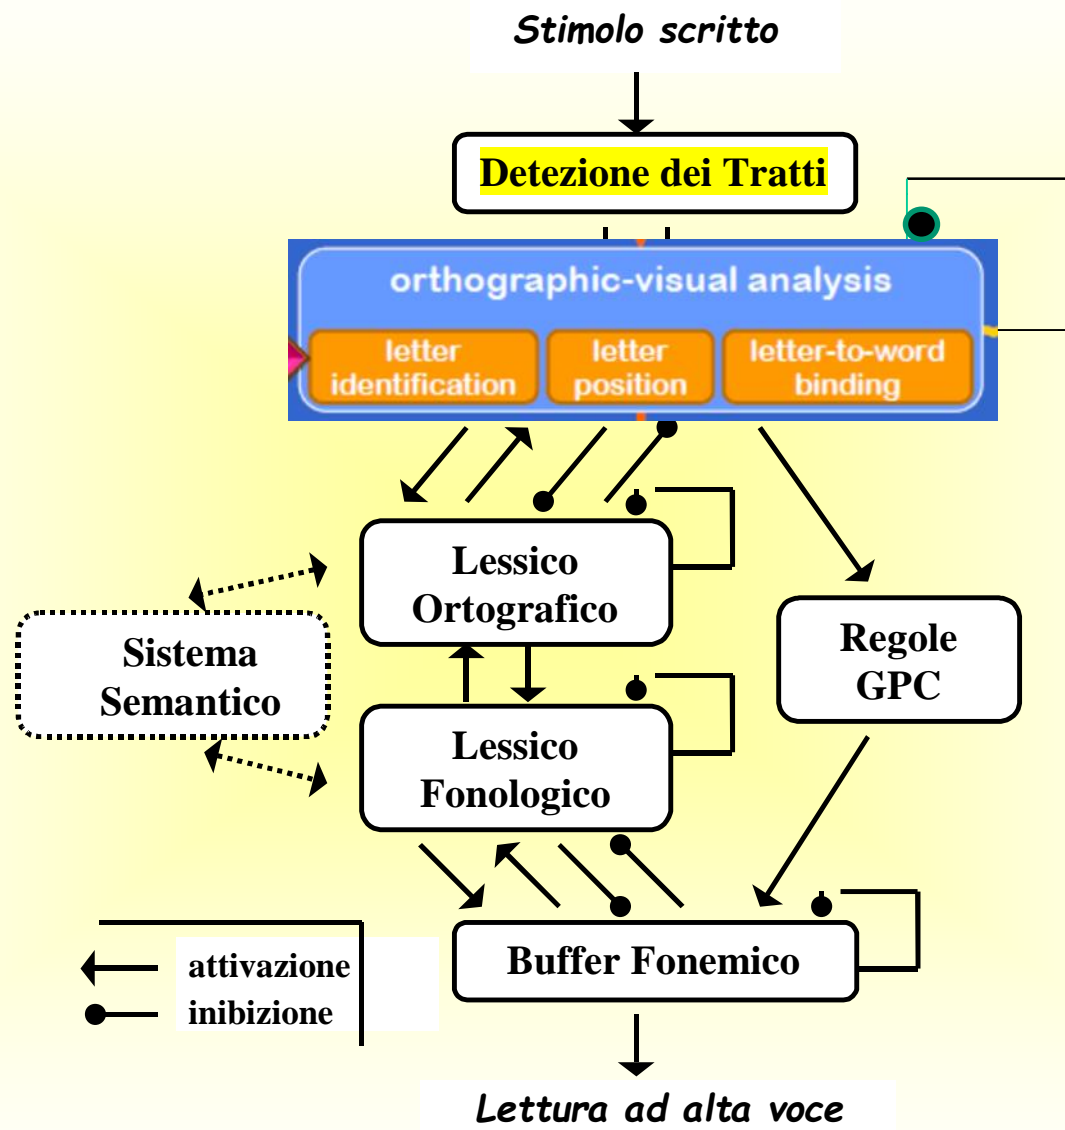 Stimolo scritto
Detezione dei Tratti
orthographic-visual analysis
letter
identification
letter
position
letter-to-word
binding
Lessico
Ortografico
Sistema
Semantico
Regole
GPC
Lessico
Fonologico
Buffer Fonemico
attivazione
inibizione
Lettura ad alta voce